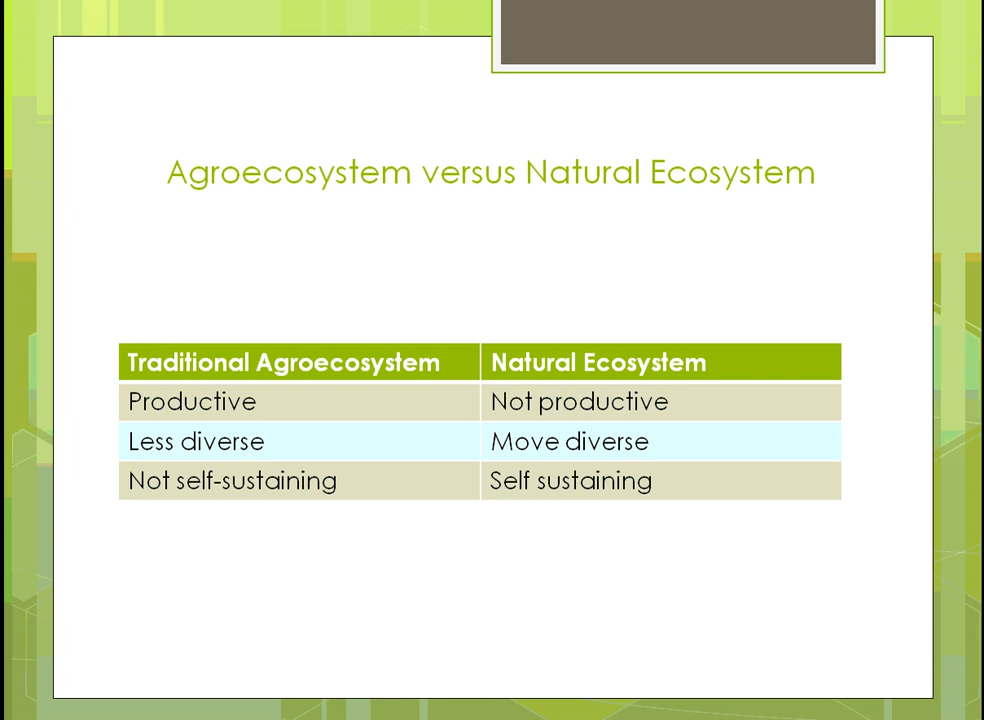 Agroecosystem versus Natural Ecosystem
Traditional Agroecosystem Natural Ecosystem
Productive Not productive
Less diverse Move diverse
Not self-sustaining Self sustaining